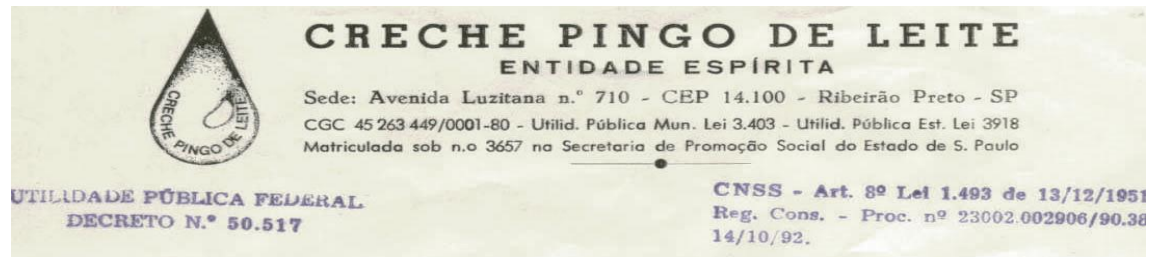 CRECHE PINGO DE LEITE
ENTIDADE ESPÍRITA
Sede: Avenida Luzitana n.º 710 - CEP 14.100 - Ribeirão Preto - SP
CGC 45 263 449/0001-80 - Utilid. Pública Mun. Lei 3.403 - Utilid. Pública Est. Lei 3918
Matriculada sob n.o 3657 na Secretaria de Promoção Social do Estado de S. Paulo
CRECHE PINGO DE LEITE
UTILIDADE PÚBLICA FEDERAL
DECRETO N.º 50.517
CNSS - Art. 8º Lei 1.493 de 13/12/1951
Reg. Cons. - Proc. nº 23002.002906/90.38
14/10/92.